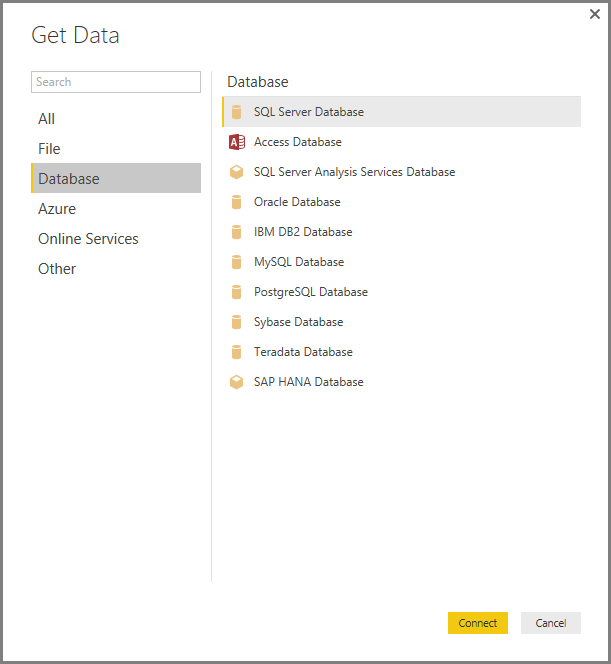 Get Data
Search
All
File
Database
Azure
Online Services
Other
Database
SQL Server Database
Access Database
SQL Server Analysis Services Database
Oracle Database
IBM DB2 Database
MySQL Database
PostgreSQL Database
Sybase Database
Teradata Database
SAP HANA Database
Connect
Cancel